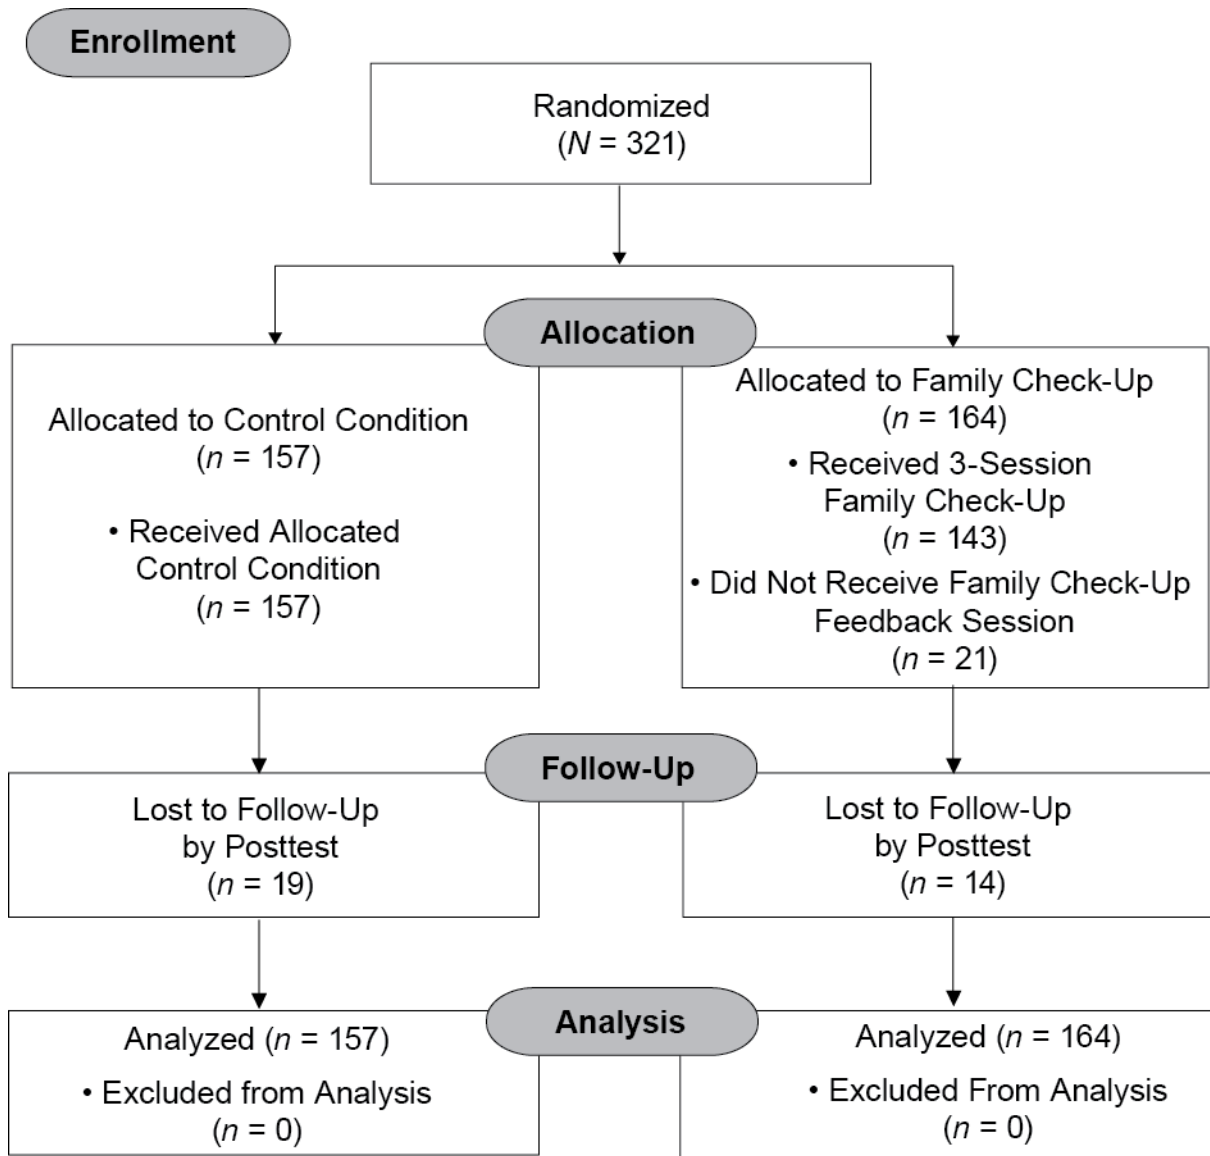 Enrollment
Randomized
(N = 321)
Allocation
Allocated to Control Condition
(n = 157)
• Received Allocated
Control Condition
(n = 157)
Allocated to Family Check-Up
(n = 164)
• Received 3-Session
Family Check-Up
(n = 143)
• Did Not Receive Family Check-Up
Feedback Session
(n = 21)
Follow-Up
Lost to Follow-Up
by Posttest
(n = 19)
Lost to Follow-Up
by Posttest
(n = 14)
Analysis
Analyzed (n = 157)
• Excluded from Analysis
(n = 0)
Analyzed (n = 164)
• Excluded From Analysis
(n = 0)